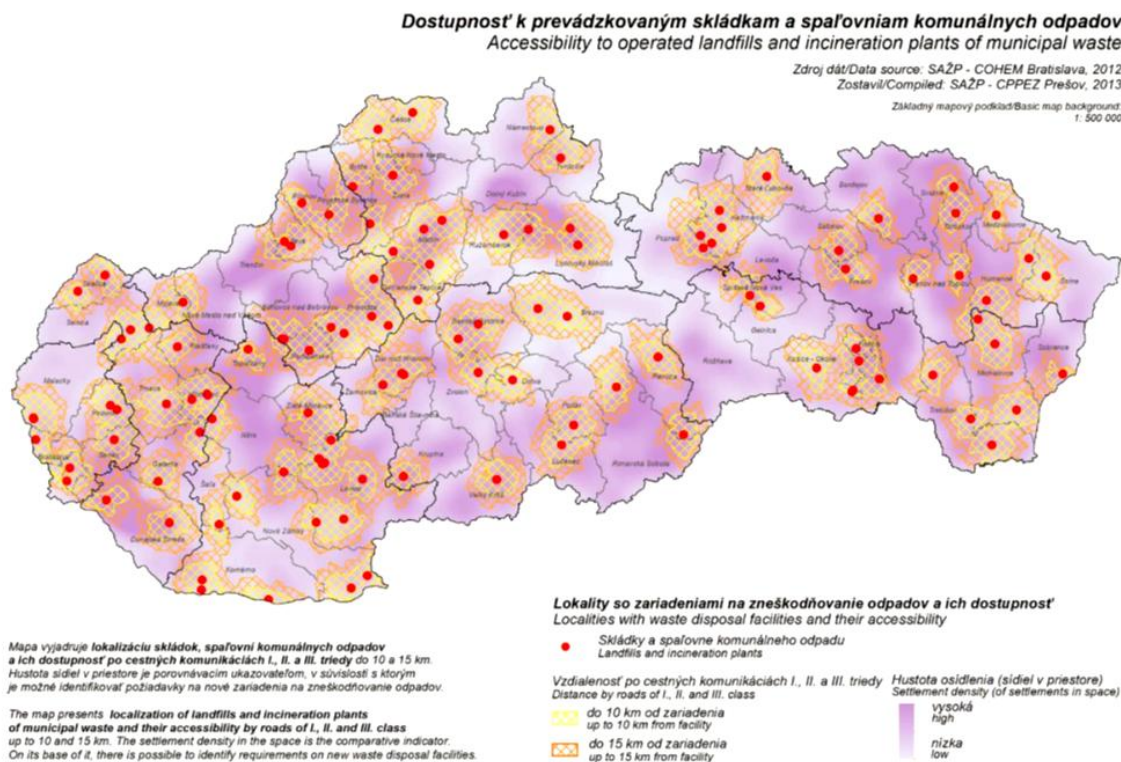 Dostupnosť k prevádzkovaným skládkam a spaľovniam komunálnych odpadov
Accessibility to operated landfills and incineration plants of municipal waste
Zdroj dát/Data source: SAŽP - COHEM Bratislava, 2012
Zostavil/Compiled: SAŽP - CPPEZ Prešov, 2013
Základný mapový podklad/Basic map background:
1: 500 000
Čadca
Námestovo
Tvrdošín
Kysucké Nové Mesto
Bytča
Žilina
Dolný Kubín
Považská Bystrica
Púchov
Ilava
Martin
Ružomberok
Liptovský Mikuláš
Trenčín
Turčianske Teplice
Stará Ľubovňa
Kežmarok
Poprad
Bardejov
Svidník
Stropkov
Medzilaborce
Sabinov
Levoča
Prešov
Humenné
Snina
Vranov nad Topľou
Spišská Nová Ves
Gelnica
Skalica
Senica
Myjava
Nové Mesto nad Váhom
Bánovce nad Bebravou
Prievidza
Partizánske
Topoľčany
Piešťany
Banská Bystrica
Brezno
Žiar nad Hronom
Žarnovica
Zvolen
Detva
Banská Štiavnica
Revúca
Rožňava
Košice - Okolie
Michalovce
Sobrance
Trebišov
Malacky
Pezinok
Trnava
Senec
Bratislava
Galanta
Šaľa
Nitra
Zlaté Moravce
Levice
Krupina
Veľký Krtíš
Poltár
Lučenec
Rimavská Sobota
Dunajská Streda
Nové Zámky
Komárno
Lokality so zariadeniami na zneškodňovanie odpadov a ich dostupnosť
Localities with waste disposal facilities and their accessibility
Skládky a spaľovne komunálneho odpadu
Landfills and incineration plants
Vzdialenosť po cestných komunikáciách I., II. a III. triedy
Distance by roads of I., II. and III. class
do 10 km od zariadenia
up to 10 km from facility
do 15 km od zariadenia
up to 15 km from facility
Hustota osídlenia (sídiel v priestore)
Settlement density (of settlements in space)
vysoká
high
nízka
low
Mapa vyjadruje lokalizáciu skládok, spaľovní komunálnych odpadov
a ich dostupnosť po cestných komunikáciách I., II. a III. triedy do 10 a 15 km.
Hustota sídiel v priestore je porovnávacím ukazovateľom, v súvislosti s ktorým
je možné identifikovať požiadavky na nové zariadenia na zneškodňovanie odpadov.
The map presents localization of landfills and incineration plants
of municipal waste and their accessibility by roads of I., II. and III. class
up to 10 and 15 km. The settlement density in the space is the comparative indicator.
On its base of it, there is possible to identify requirements on new waste disposal facilities.